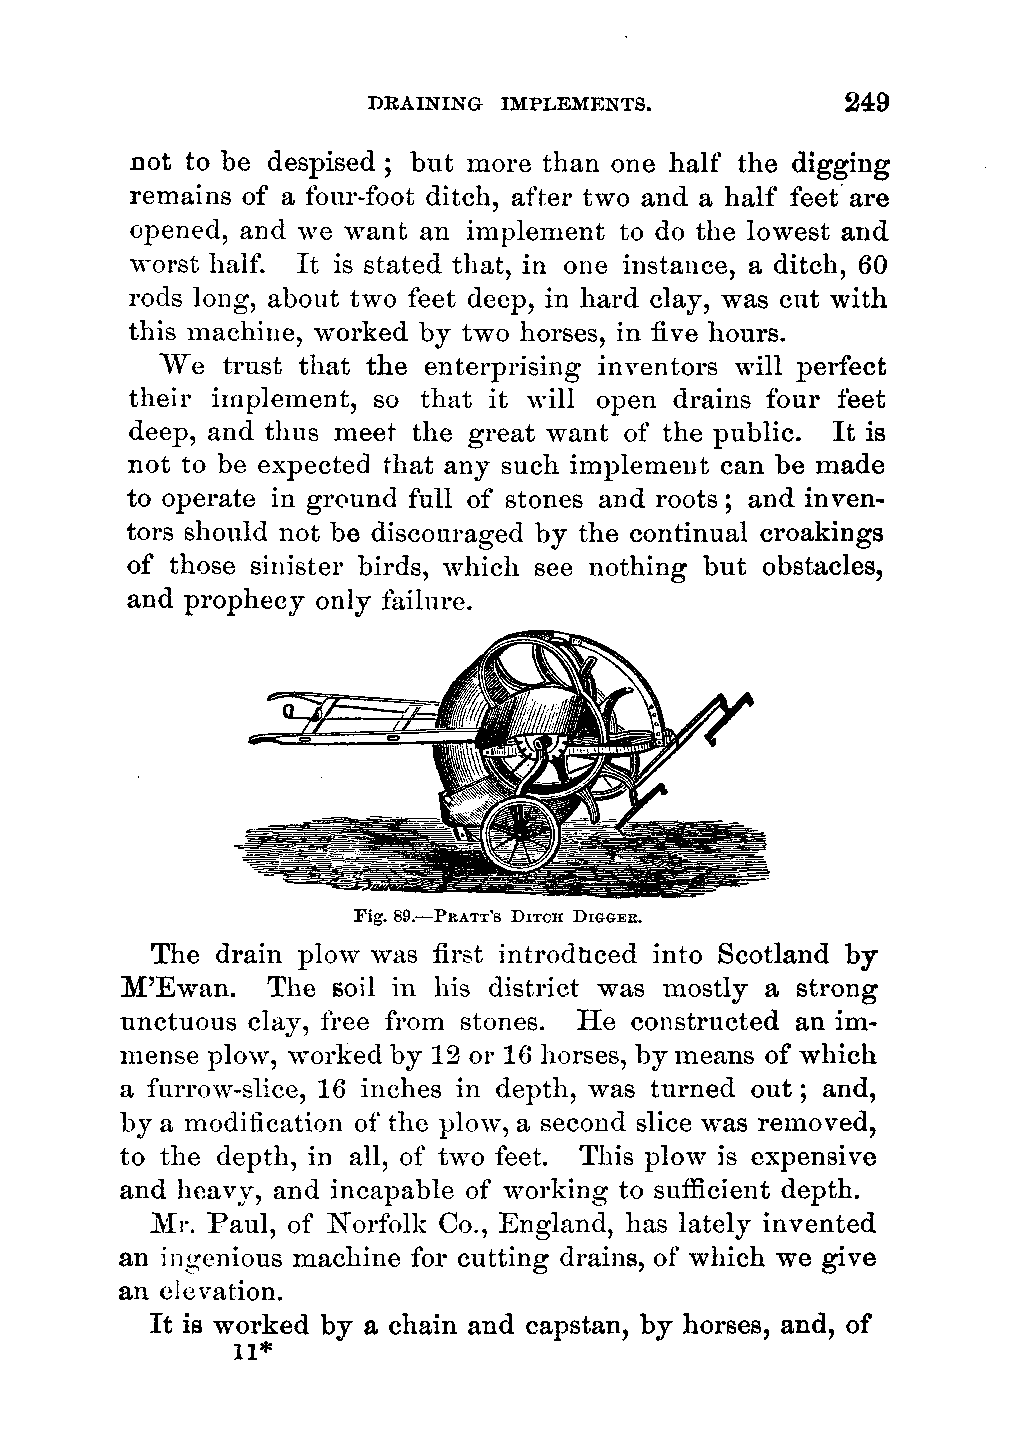 DRAINING IMPLEMENTS. 249
not to be despised; but more than one half the digging
remains of a four-foot ditch, after two and a half feet are
opened, and we want an implement to do the lowest and
worst half. It is stated that, in one instance, a ditch, 60
rods long, about two feet deep, in hard clay, was cut with
this machine, worked by two horses, in five hours.
We trust that the enterprising inventors will perfect
their implement, so that it will open drains four feet
deep, and thus meet the great want of the public. It is
not to be expected that any such implement can be made
to operate in ground full of stones and roots; and inven-
tors should not be discouraged by the continual croakings
of those sinister birds, which see nothing but obstacles,
and prophecy only failure.
Fig. 89.—PRATT'S DITCH DIGGER.
The drain plow was first introduced into Scotland by
M'Ewan. The soil in his district was mostly a strong
unctuous clay, free from stones. He constructed an im-
mense plow, worked by 12 or 16 horses, by means of which
a furrow-slice, 16 inches in depth, was turned out; and,
by a modification of the plow, a second slice was removed,
to the depth, in all, of two feet. This plow is expensive
and heavy, and incapable of working to sufficient depth.
Mr. Paul, of Norfolk Co., England, has lately invented
an ingenious machine for cutting drains, of which we give
an elevation.
It is worked by a chain and capstan, by horses, and, of
11*